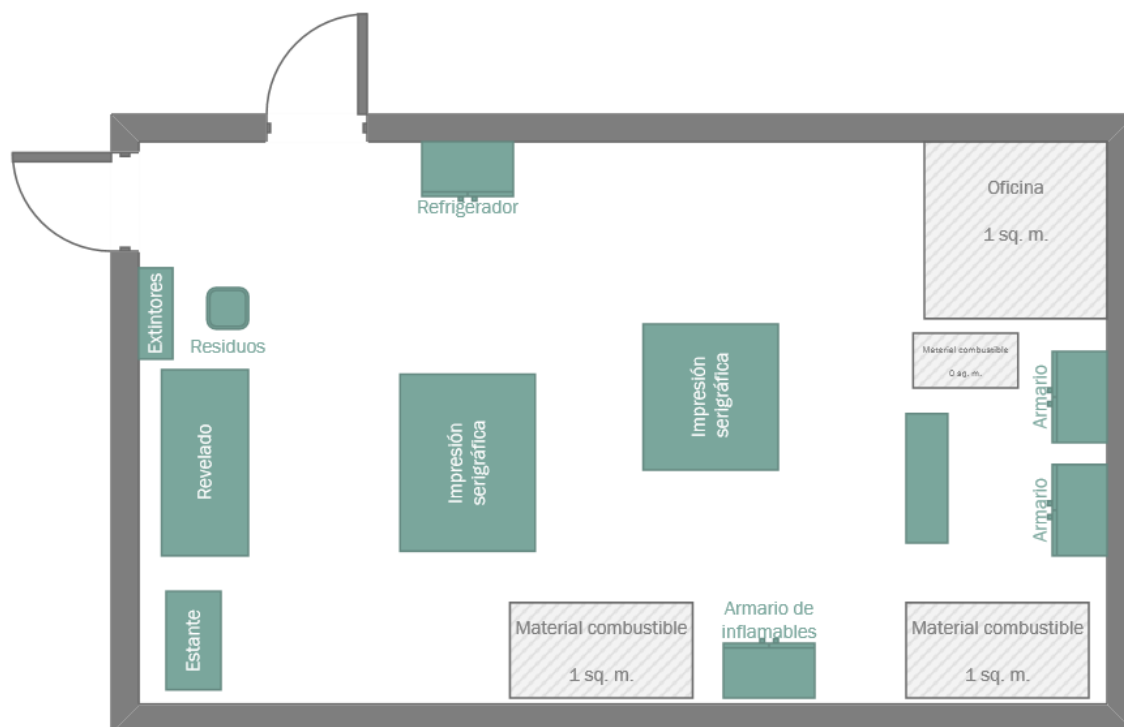 Refrigerador
Oficina
1 sq. m.
Extintores
Residuos
Revelado
Impresión
serigráfica
Impresión
serigráfica
Material combustible
0 sq. m.
Armario
Armario
Estante
Material combustible
1 sq. m.
Armario de
inflamables
Material combustible
1 sq. m.